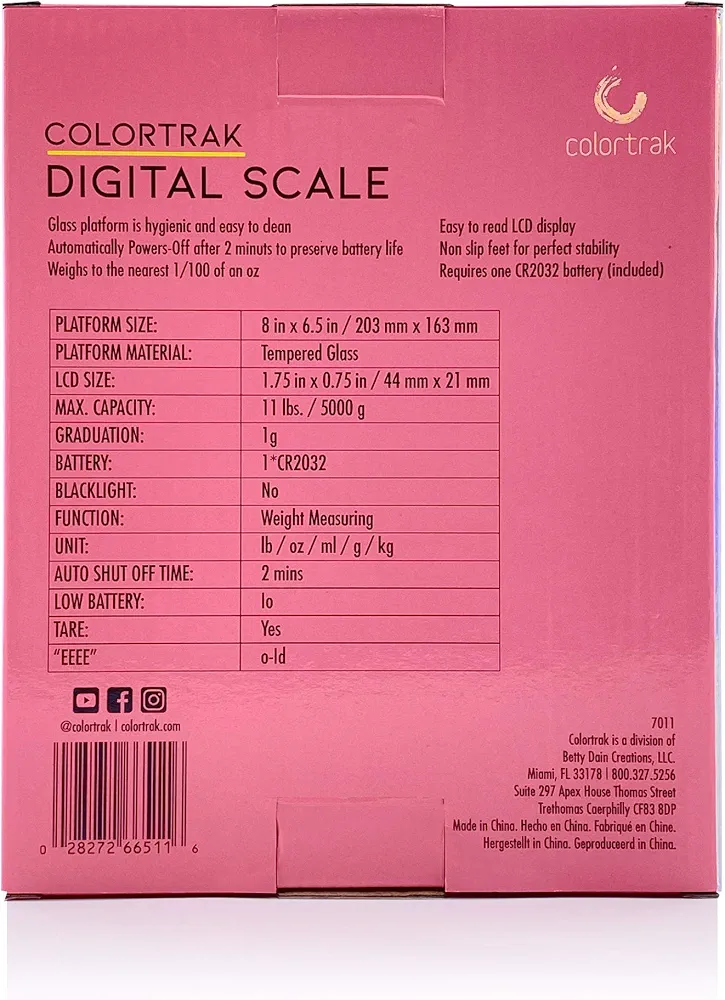 colortrak
COLORTRAK
DIGITAL SCALE
Glass platform is hygienic and easy to clean
Automatically Powers-Off after 2 minuts to preserve battery life
Weighs to the nearest 1/100 of an oz
Easy to read LCD display
Non slip feet for perfect stability
Requires one CR2032 battery (included)
PLATFORM SIZE: 8 in x 6.5 in / 203 mm x 163 mm
PLATFORM MATERIAL: Tempered Glass
LCD SIZE: 1.75 in x 0.75 in / 44 mm x 21 mm
MAX. CAPACITY: 11 lbs. / 5000 g
GRADUATION: 1g
BATTERY: 1*CR2032
BLACKLIGHT: No
FUNCTION: Weight Measuring
UNIT: lb / oz / ml / g / kg
AUTO SHUT OFF TIME: 2 mins
LOW BATTERY: lo
TARE: Yes
“EEEE” o-ld
@colortrak | colortrak.com
0 28272 66511 6
7011
Colortrak is a division of
Betty Dain Creations, LLC.
Miami, FL 33178 | 800.327.5256
Suite 297 Apex House Thomas Street
Trethomas Caerphilly CF83 8DP
Made in China. Hecho en China. Fabriqué en Chine.
Hergestellt in China. Geproduceerd in China.